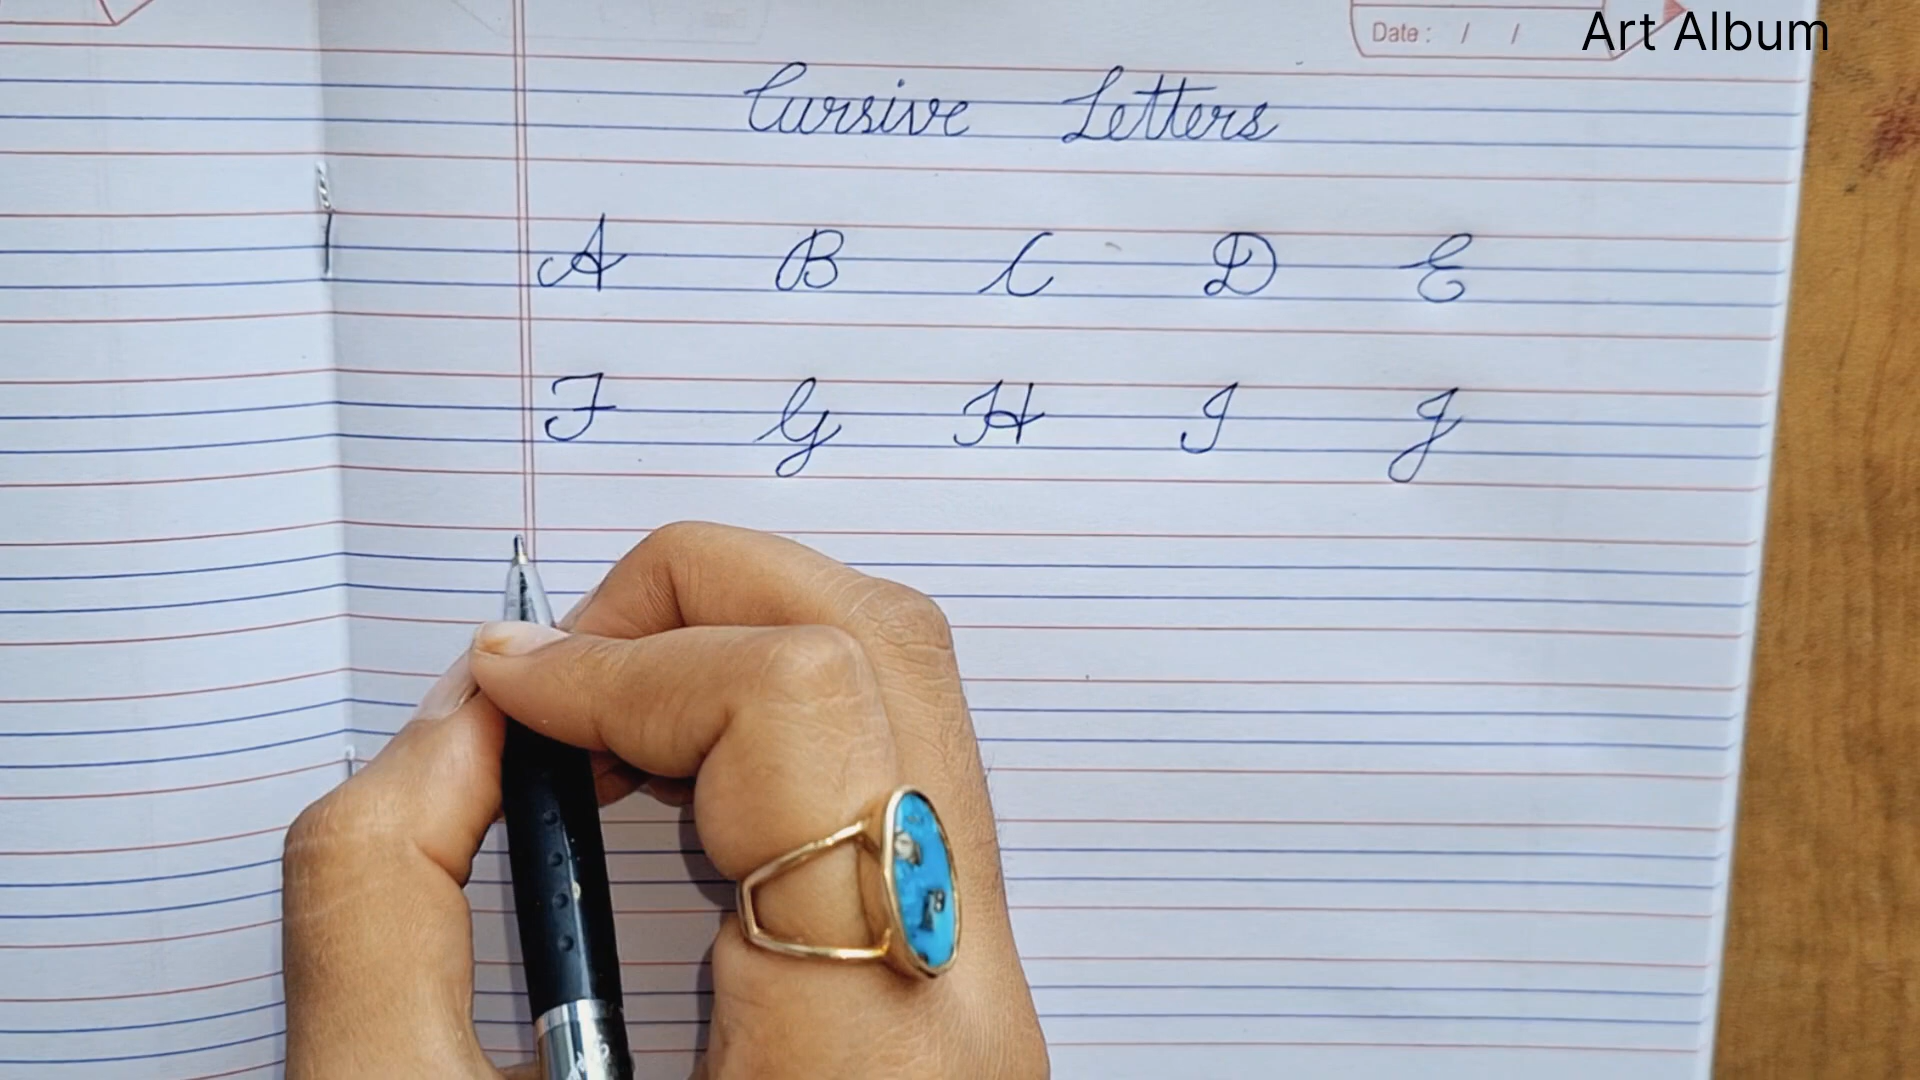 Art Album
Date : / /
Cursive Letters
A B C D E
F G H I J